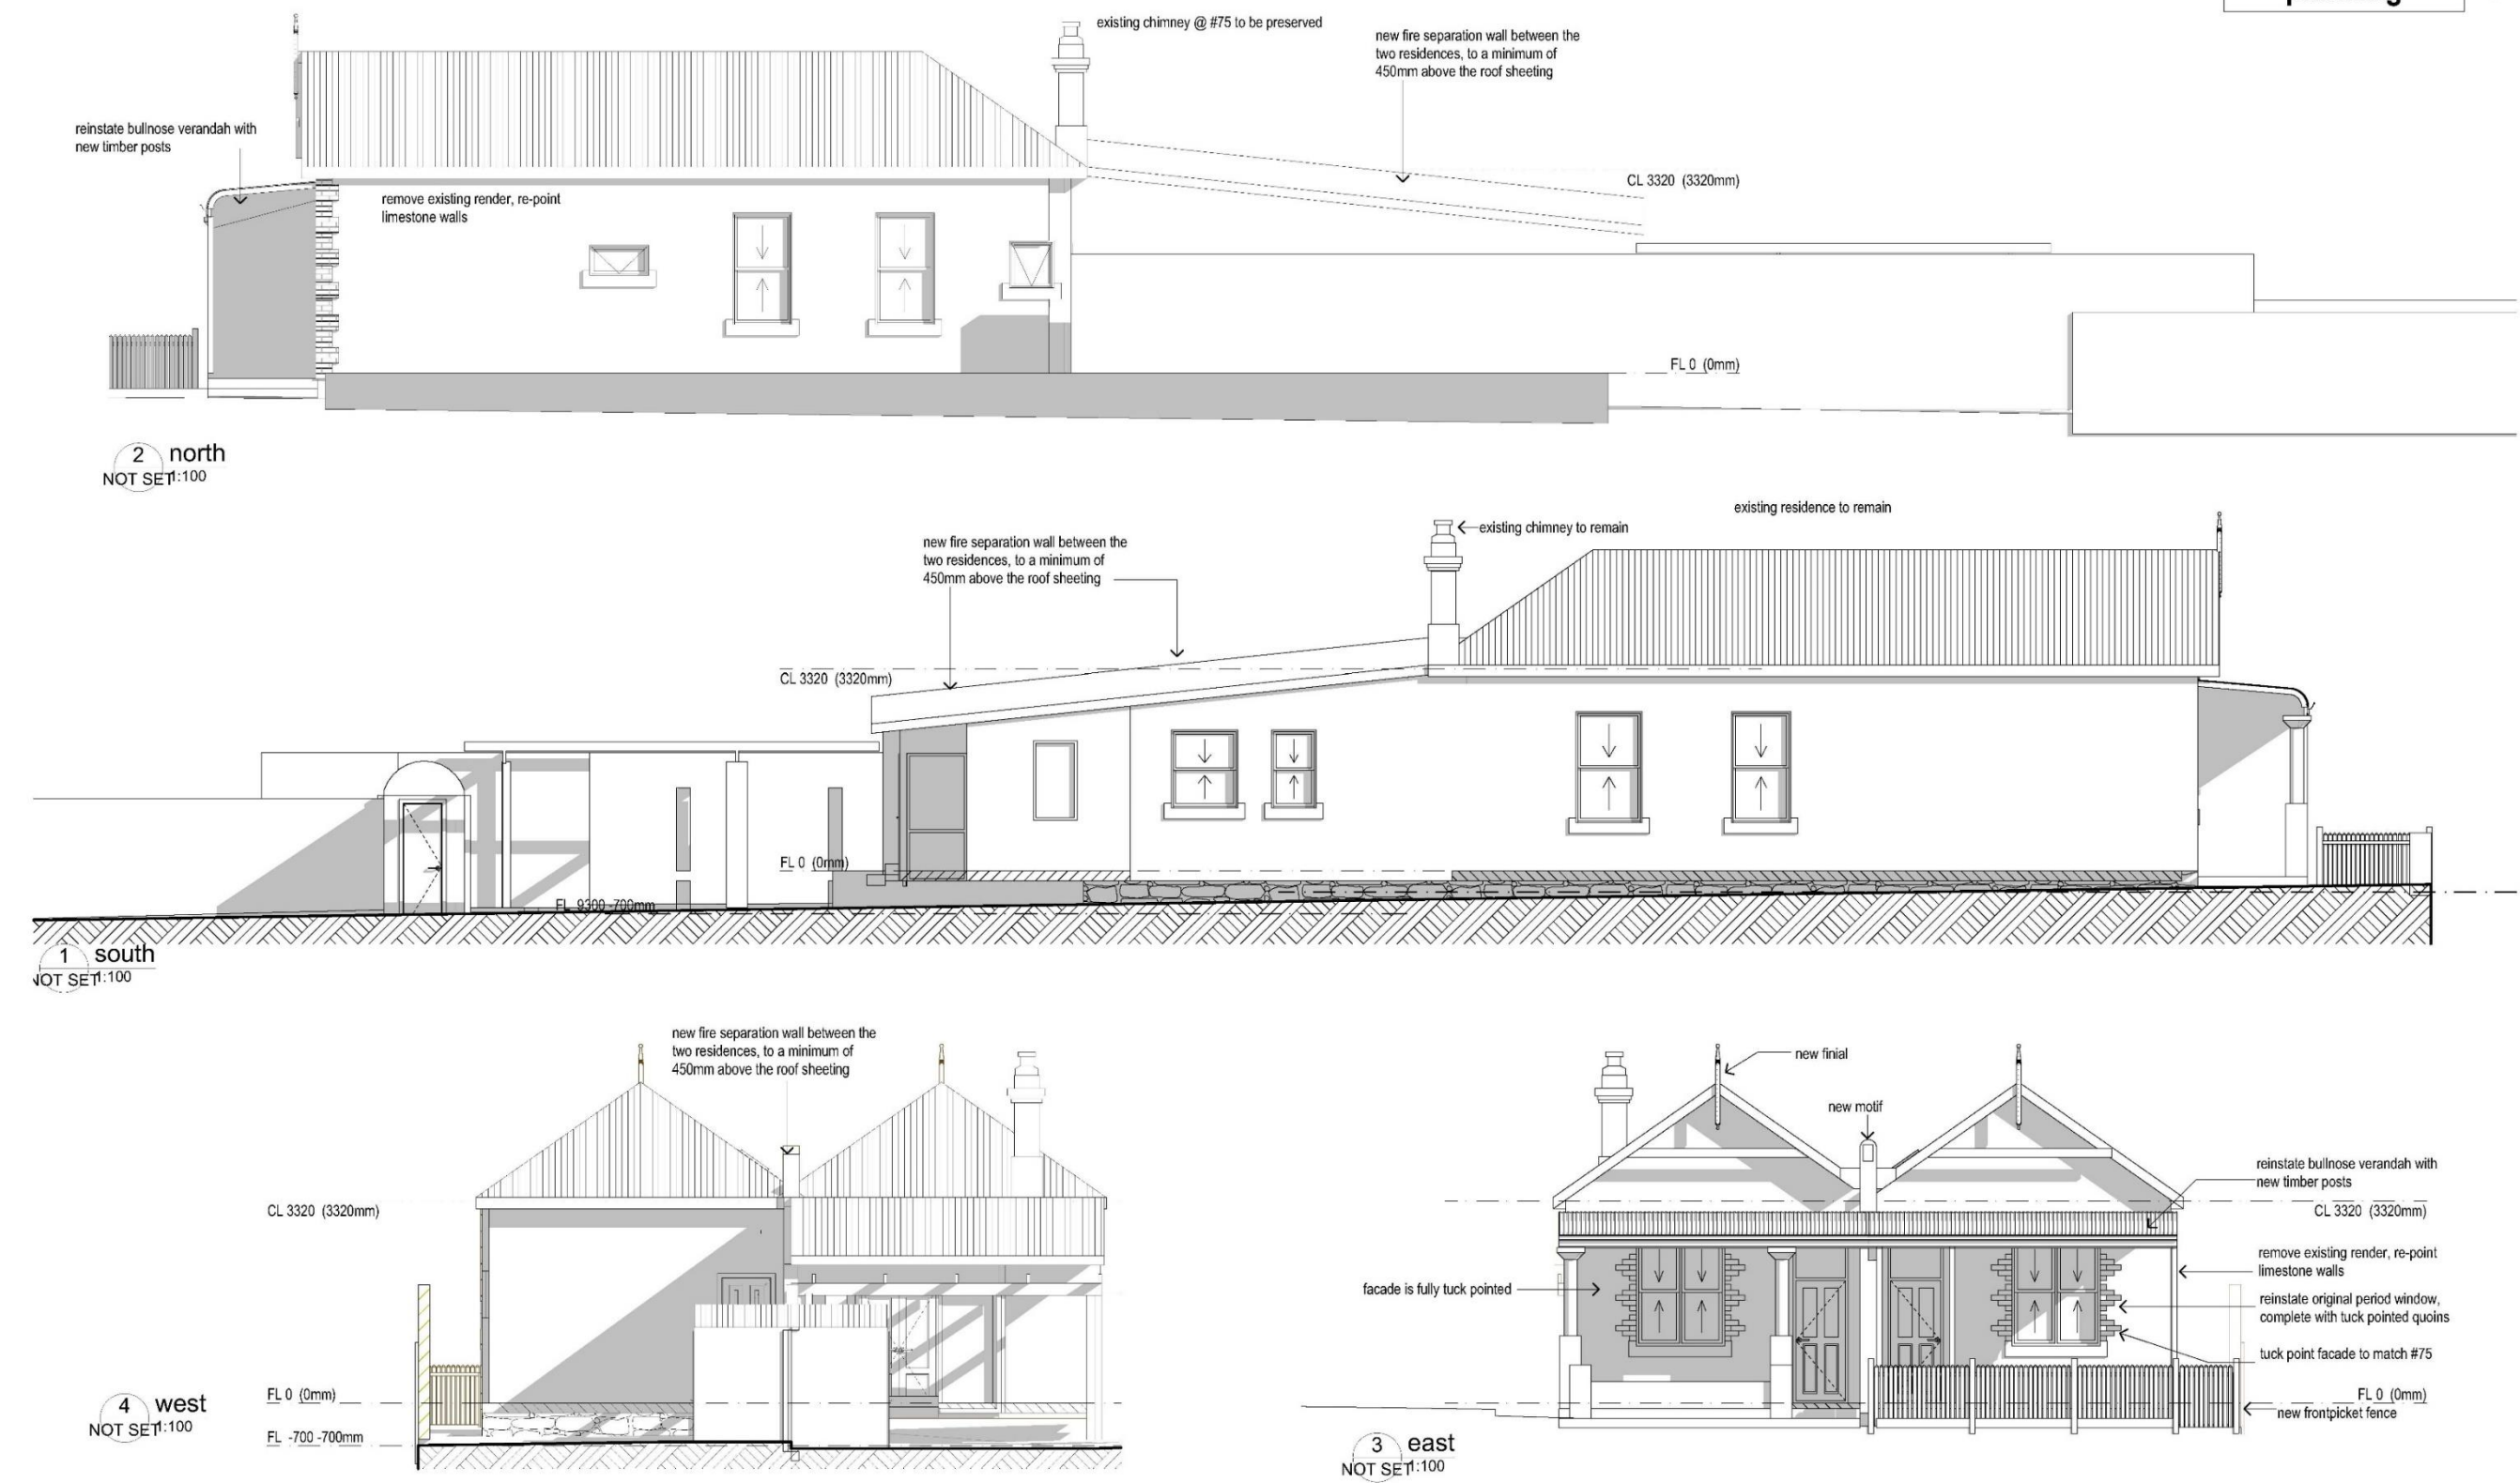 existing chimney @ #75 to be preserved
new fire separation wall between the
two residences, to a minimum of
450mm above the roof sheeting
reinstate bullnose verandah with
new timber posts
remove existing render, re-point
limestone walls
CL 3320 (3320mm)
FL 0 (0mm)
2 north
NOT SET 1:100
existing residence to remain
existing chimney to remain
new fire separation wall between the
two residences, to a minimum of
450mm above the roof sheeting
CL 3320 (3320mm)
FL 0 (0mm)
FL 9300 -700mm
1 south
NOT SET 1:100
new fire separation wall between the
two residences, to a minimum of
450mm above the roof sheeting
CL 3320 (3320mm)
FL 0 (0mm)
FL -700 -700mm
4 west
NOT SET 1:100
new finial
new motif
reinstate bullnose verandah with
new timber posts
CL 3320 (3320mm)
remove existing render, re-point
limestone walls
facade is fully tuck pointed
reinstate original period window,
complete with tuck pointed quoins
tuck point facade to match #75
FL 0 (0mm)
new frontpicket fence
3 east
NOT SET 1:100